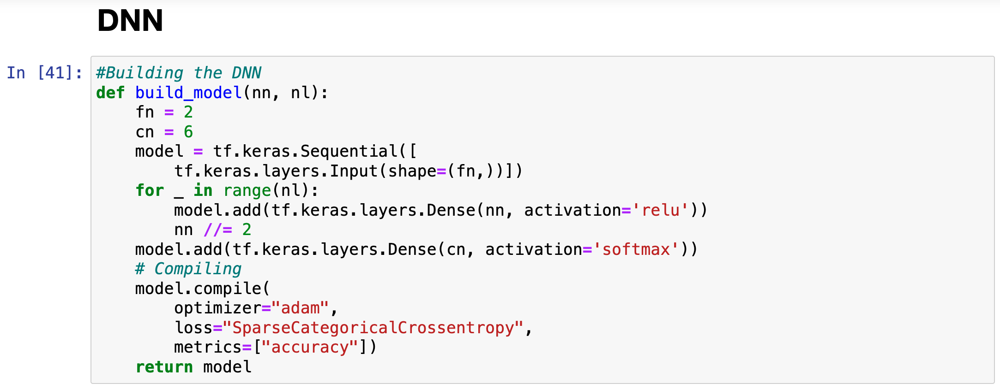 DNN
In [41]: #Building the DNN
def build_model(nn, nl):
    fn = 2
    cn = 6
    model = tf.keras.Sequential([
        tf.keras.layers.Input(shape=(fn,))])
    for _ in range(nl):
        model.add(tf.keras.layers.Dense(nn, activation='relu'))
        nn //= 2
    model.add(tf.keras.layers.Dense(cn, activation='softmax'))
    # Compiling
    model.compile(
        optimizer="adam",
        loss="SparseCategoricalCrossentropy",
        metrics=["accuracy"])
    return model